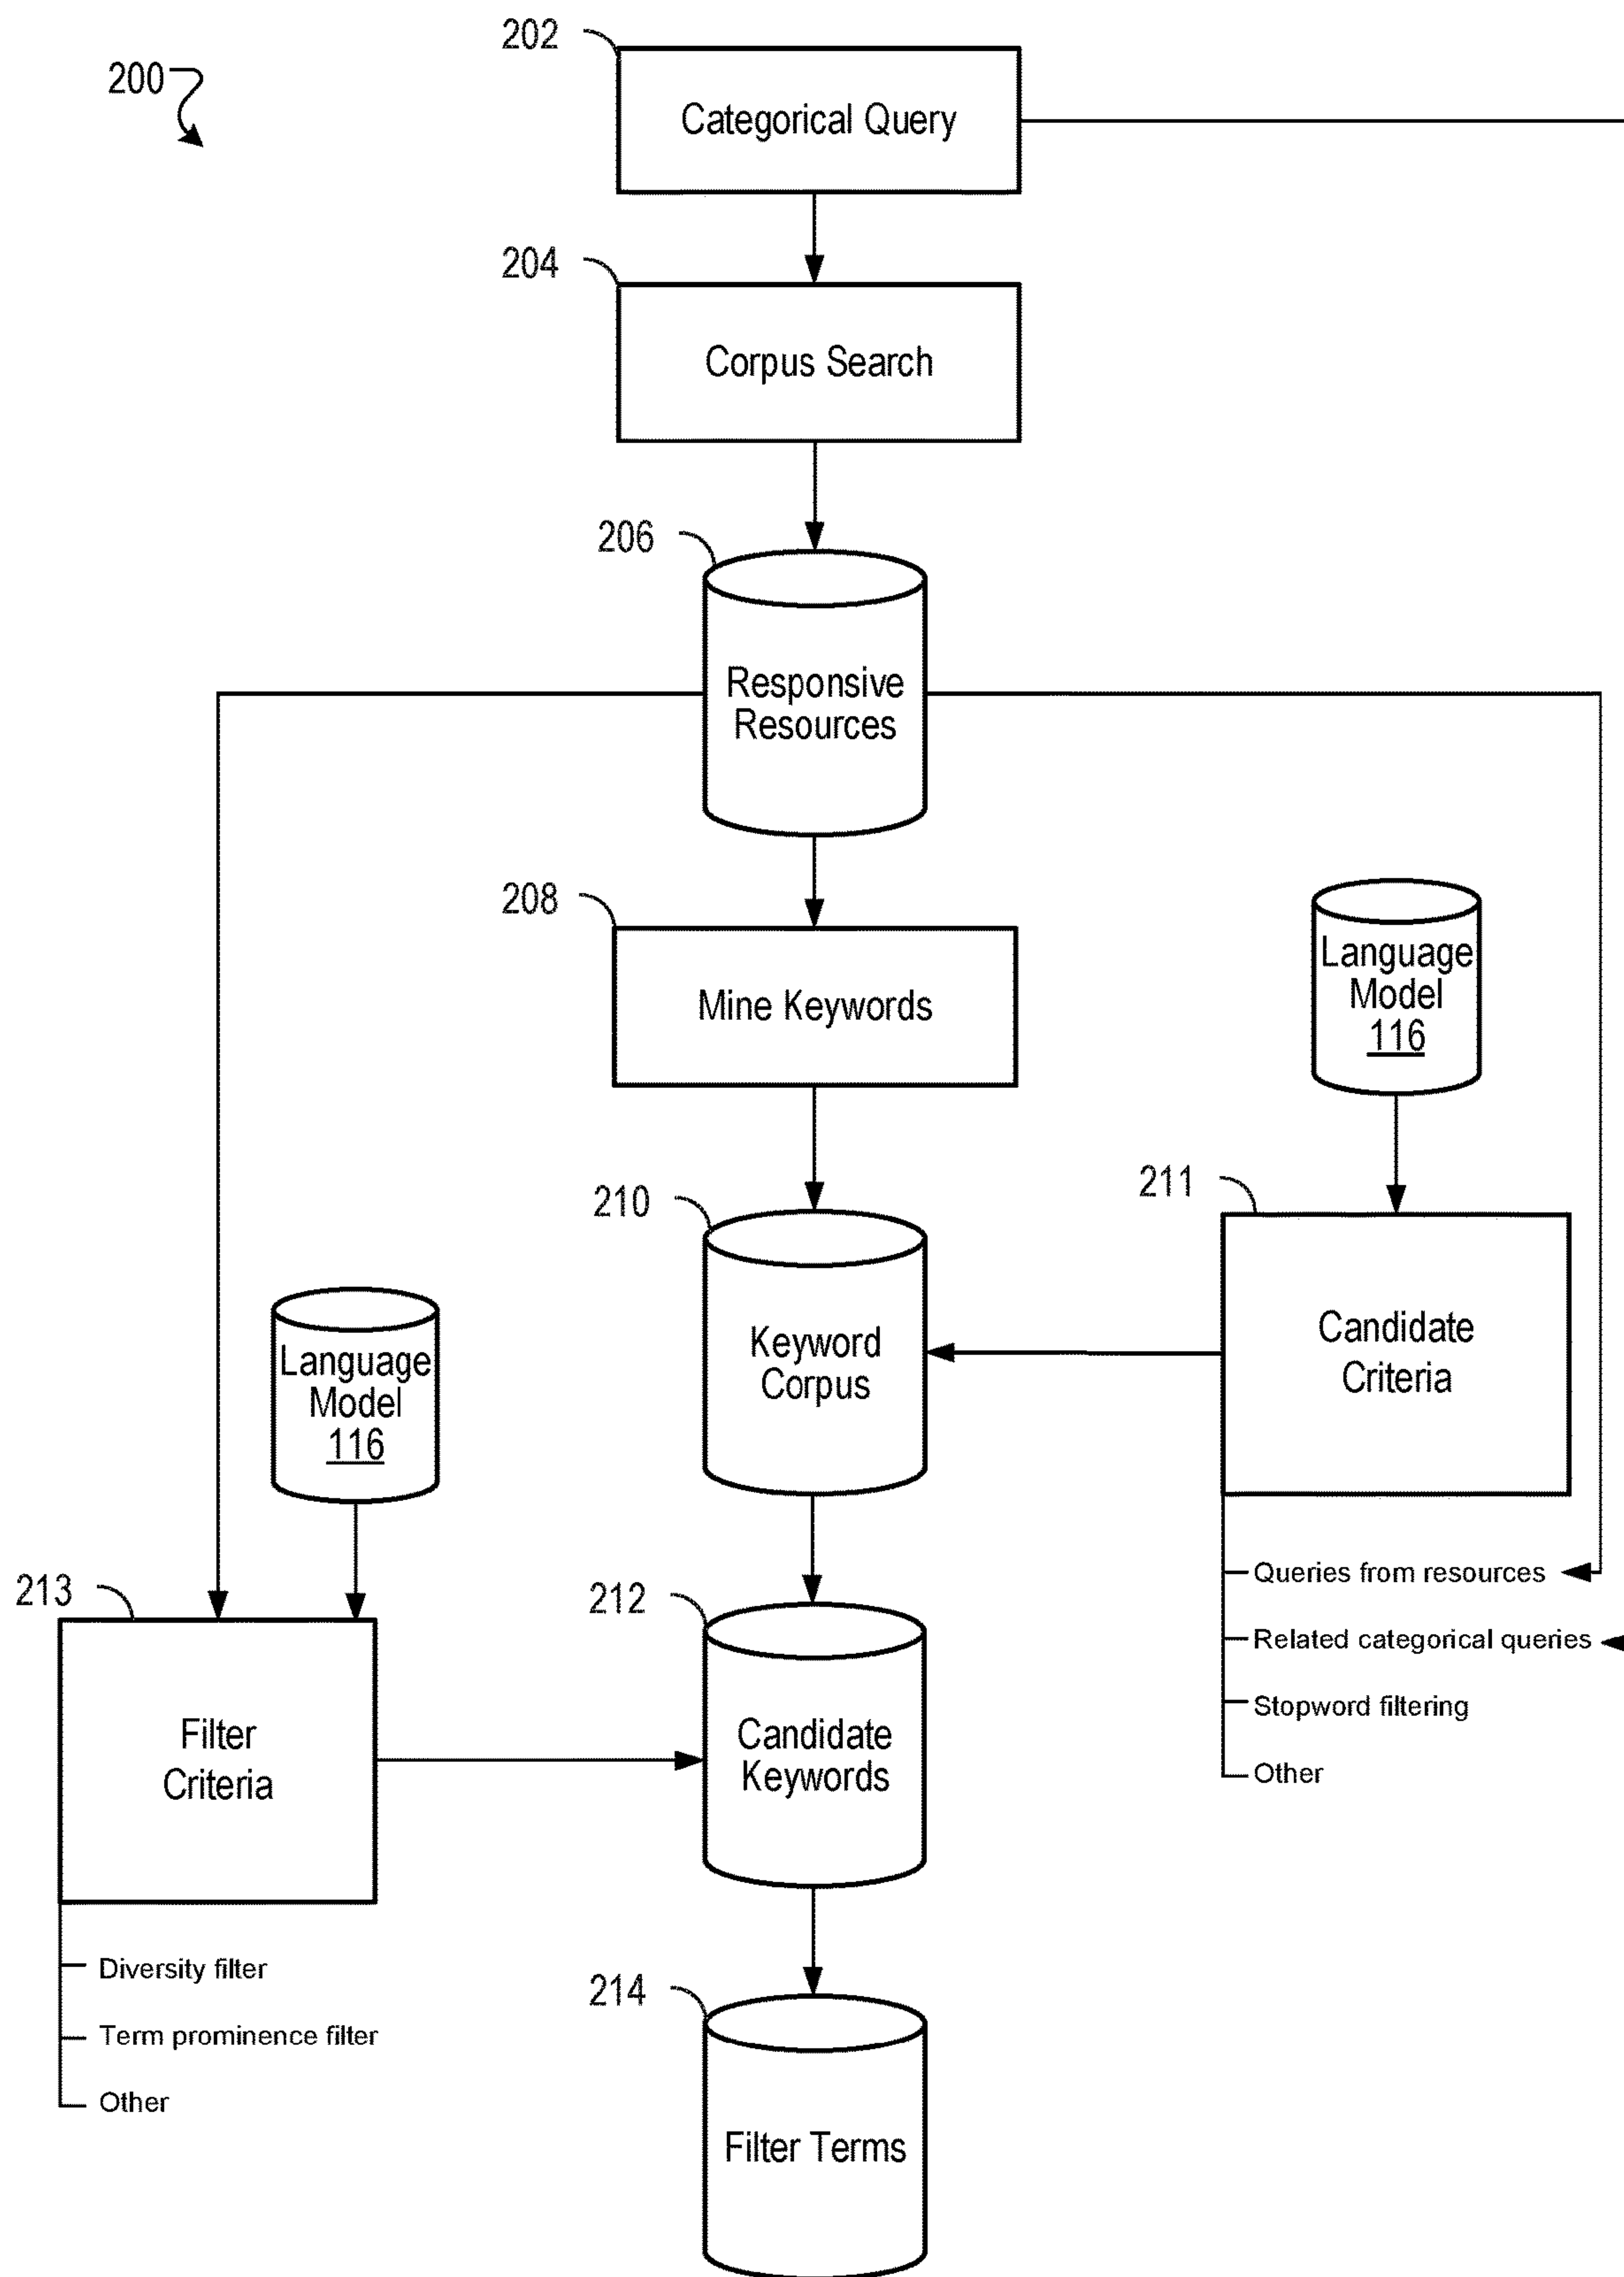 202
200
Categorical Query
204
Corpus Search
206
Responsive
Resources
208
Mine Keywords
Language
Model
116
211
210
Candidate
Criteria
Keyword
Corpus
Language
Model
116
Queries from resources
213
212
Related categorical queries
Stopword filtering
Filter
Criteria
Candidate
Keywords
Other
Diversity filter
214
Term prominence filter
Other
Filter Terms